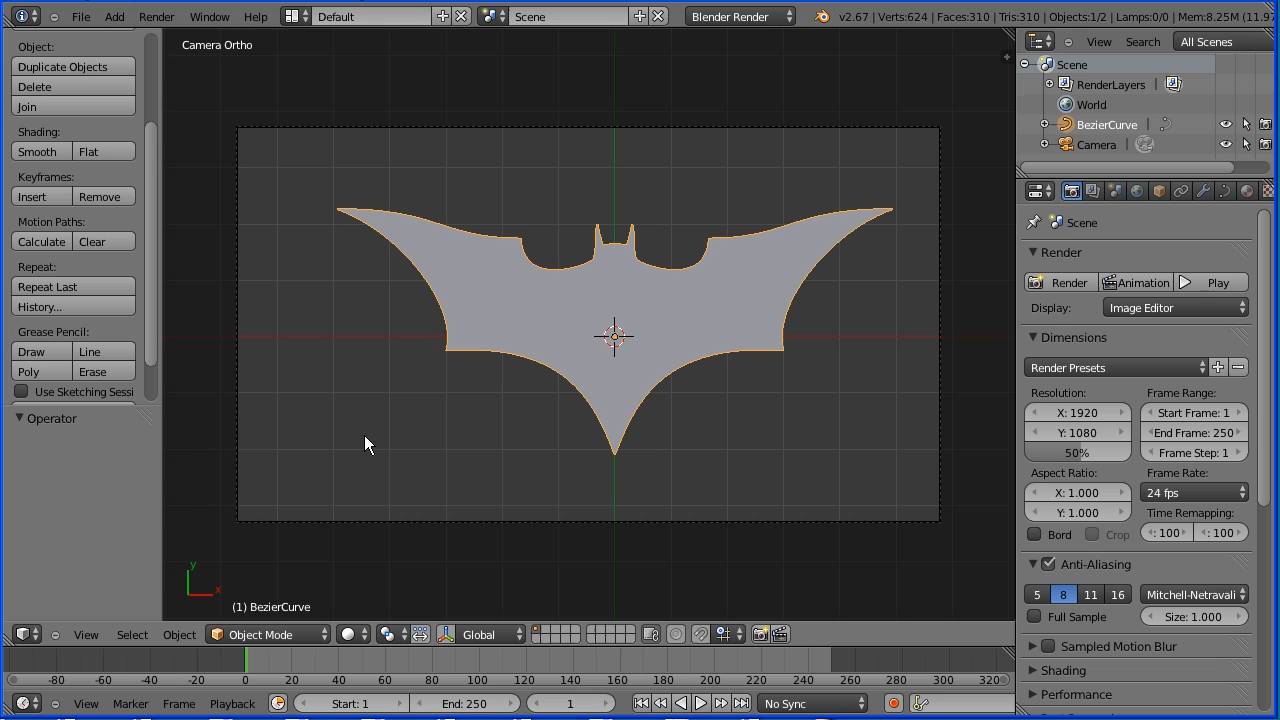 File Add Render Window Help Default Scene Blender Render v2.67 | Verts:624 | Faces:310 | Tris:310 | Objects:1/2 | Lamps:0/0 | Mem:8.25M (11.97
Object:
Duplicate Objects
Delete
Join
Shading:
Smooth Flat
Keyframes:
Insert Remove
Motion Paths:
Calculate Clear
Repeat:
Repeat Last
History...
Grease Pencil:
Draw Line
Poly Erase
Use Sketching Sessi
Operator
Camera Ortho
y
x
(1) BezierCurve
View Search All Scenes
Scene
RenderLayers
World
BezierCurve
Camera
Scene
Render
Render Animation Play
Display: Image Editor
Dimensions
Render Presets
Resolution: Frame Range:
X: 1920 Start Frame: 1
Y: 1080 End Frame: 250
50% Frame Step: 1
Aspect Ratio: Frame Rate:
X: 1.000 24 fps
Y: 1.000 Time Remapping:
Bord Crop : 100 : 100
Anti-Aliasing
5 8 11 16 Mitchell-Netravali
Full Sample Size: 1.000
Sampled Motion Blur
Shading
Performance
View Select Object Object Mode Global
-80 -60 -40 -20 0 20 40 60 80 100 120 140 160 180 200 220 240 260 280 300 320
View Marker Frame Playback Start: 1 End: 250 1 No Sync